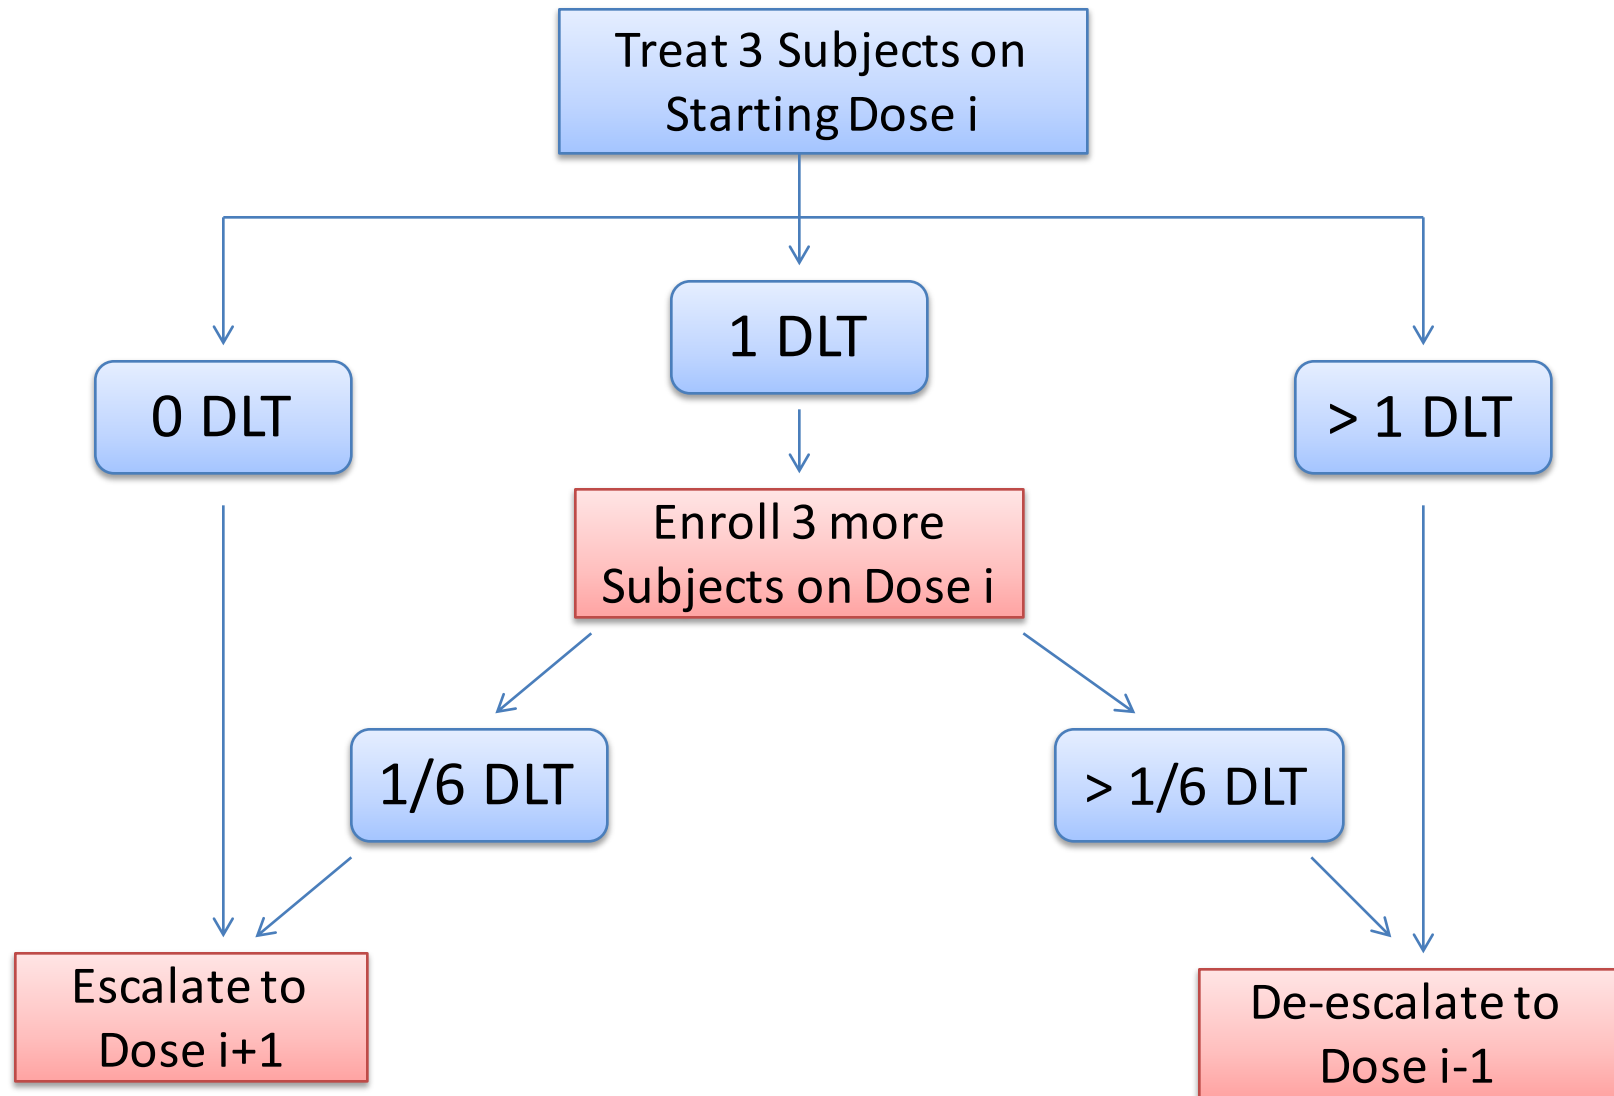 Treat 3 Subjects on
Starting Dose i
1 DLT
0 DLT
> 1 DLT
Enroll 3 more
Subjects on Dose i
1/6 DLT
> 1/6 DLT
Escalate to
Dose i+1
De-escalate to
Dose i-1